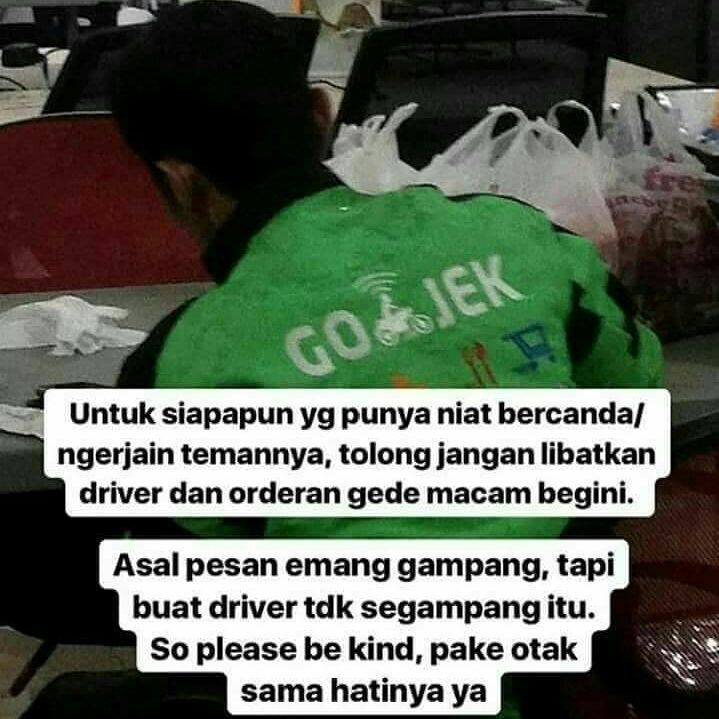 GO JEK
fre
Untuk siapapun yg punya niat bercanda/
ngerjain temannya, tolong jangan libatkan
driver dan orderan gede macam begini.
Asal pesan emang gampang, tapi
buat driver tdk segampang itu.
So please be kind, pake otak
sama hatinya ya